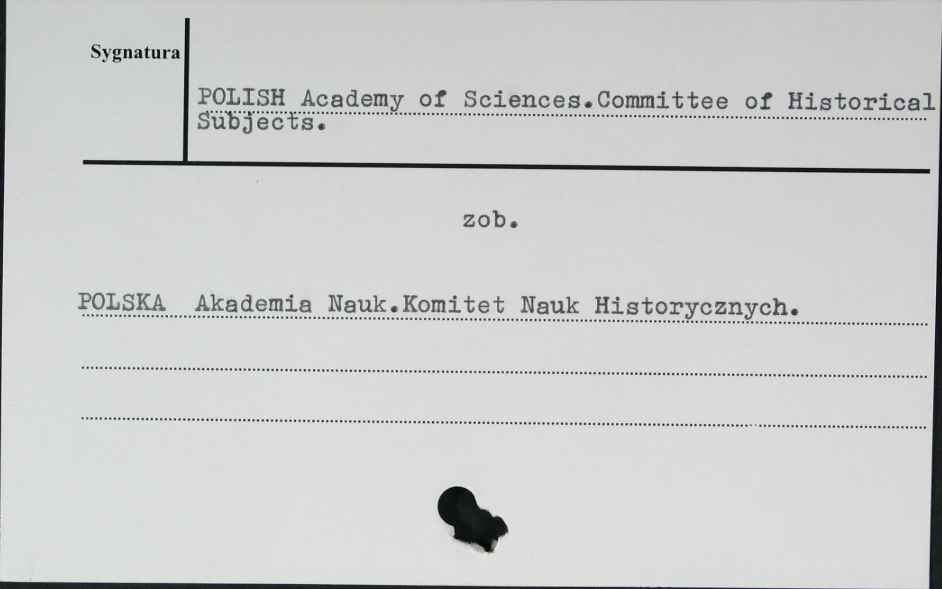 Sygnatura
POLISH Academy of Sciences.Committee of Historical
Subjects.
zob.
POLSKA Akademia Nauk.Komitet Nauk Historycznych.